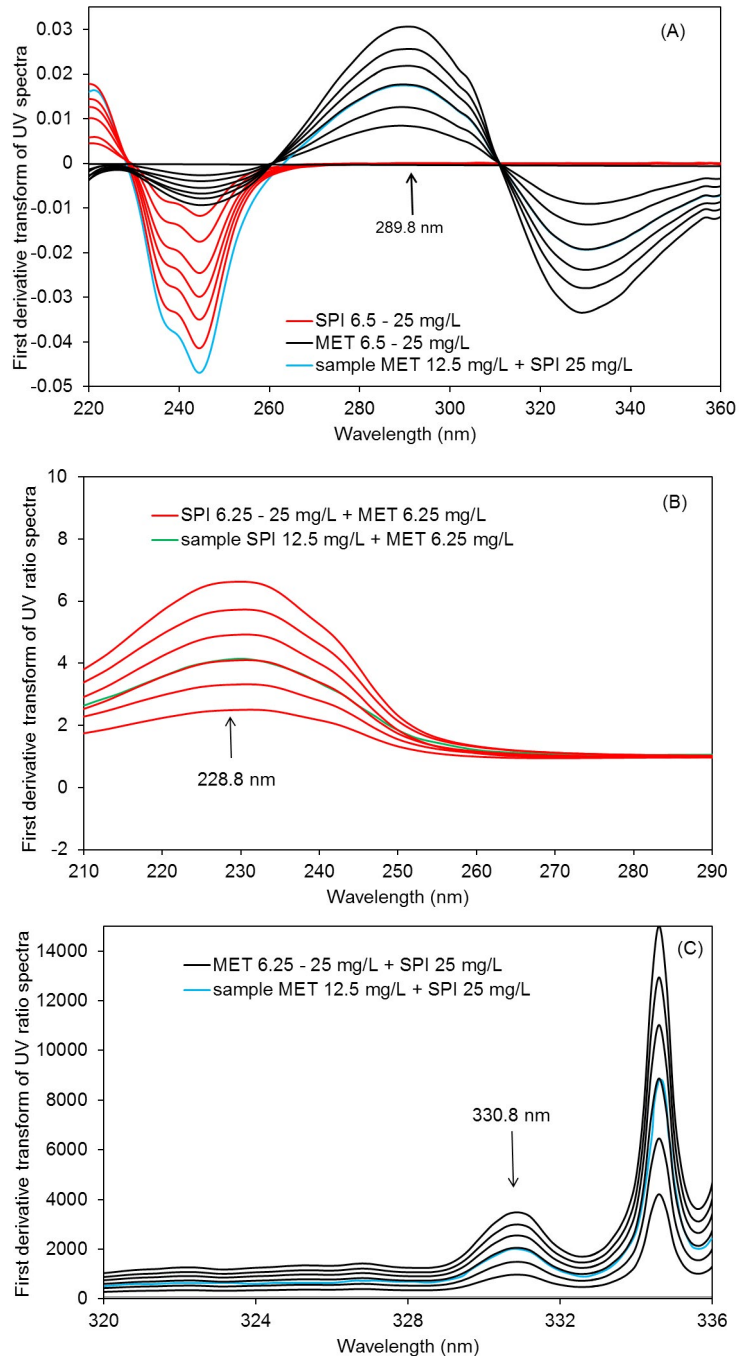 (A)
First derivative transform of UV spectra
0.03
0.02
0.01
0
-0.01
-0.02
-0.03
-0.04
-0.05
289.8 nm
SPI 6.5 - 25 mg/L
MET 6.5 - 25 mg/L
sample MET 12.5 mg/L + SPI 25 mg/L
220 240 260 280 300 320 340 360
Wavelength (nm)
(B)
First derivative transform of UV ratio spectra
10
8
6
4
2
0
-2
SPI 6.25 - 25 mg/L + MET 6.25 mg/L
sample SPI 12.5 mg/L + MET 6.25 mg/L
228.8 nm
210 220 230 240 250 260 270 280 290
Wavelength (nm)
(C)
First derivative transform of UV ratio spectra
14000
12000
10000
8000
6000
4000
2000
0
MET 6.25 - 25 mg/L + SPI 25 mg/L
sample MET 12.5 mg/L + SPI 25 mg/L
330.8 nm
320 324 328 332 336
Wavelength (nm)